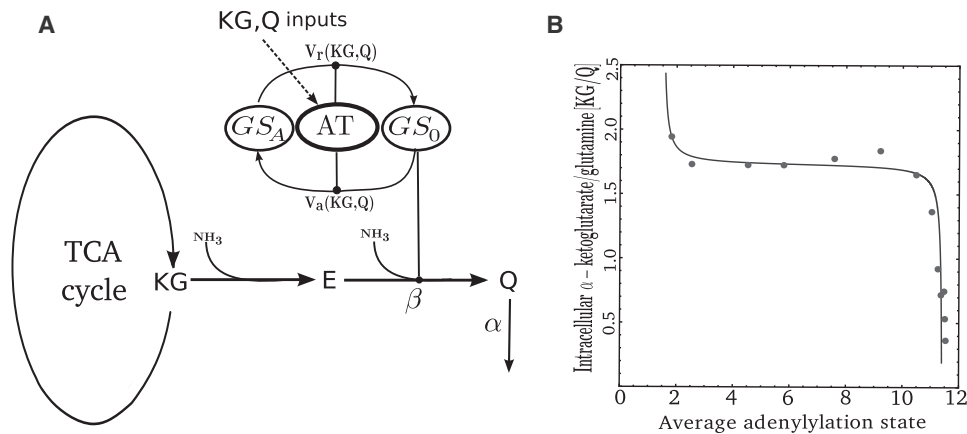 A
KG,Q inputs
Vr(KG,Q)
GSA
AT
GS0
Va(KG,Q)
TCA
cycle
KG
NH3
E
NH3
β
Q
α
B
Intracellular α – ketoglutarate/glutamine [KG/Q]
2.5
2.0
1.5
1.0
0.5
0 2 4 6 8 10 12
Average adenylylation state